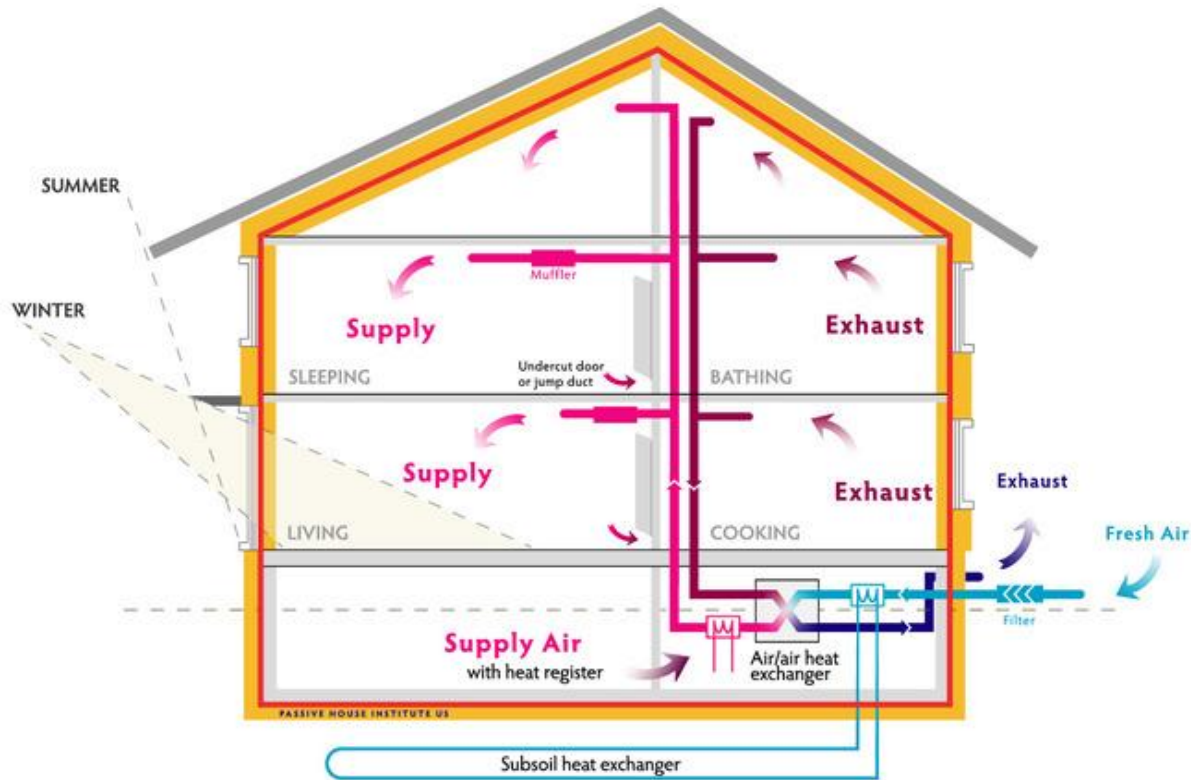 SUMMER
WINTER
Muffler
Supply
Exhaust
SLEEPING
Undercut door
or jump duct
BATHING
Supply
Exhaust
LIVING
COOKING
Exhaust
Fresh Air
Filter
Supply Air
with heat register
Air/air heat
exchanger
PASSIVE HOUSE INSTITUTE US
Subsoil heat exchanger